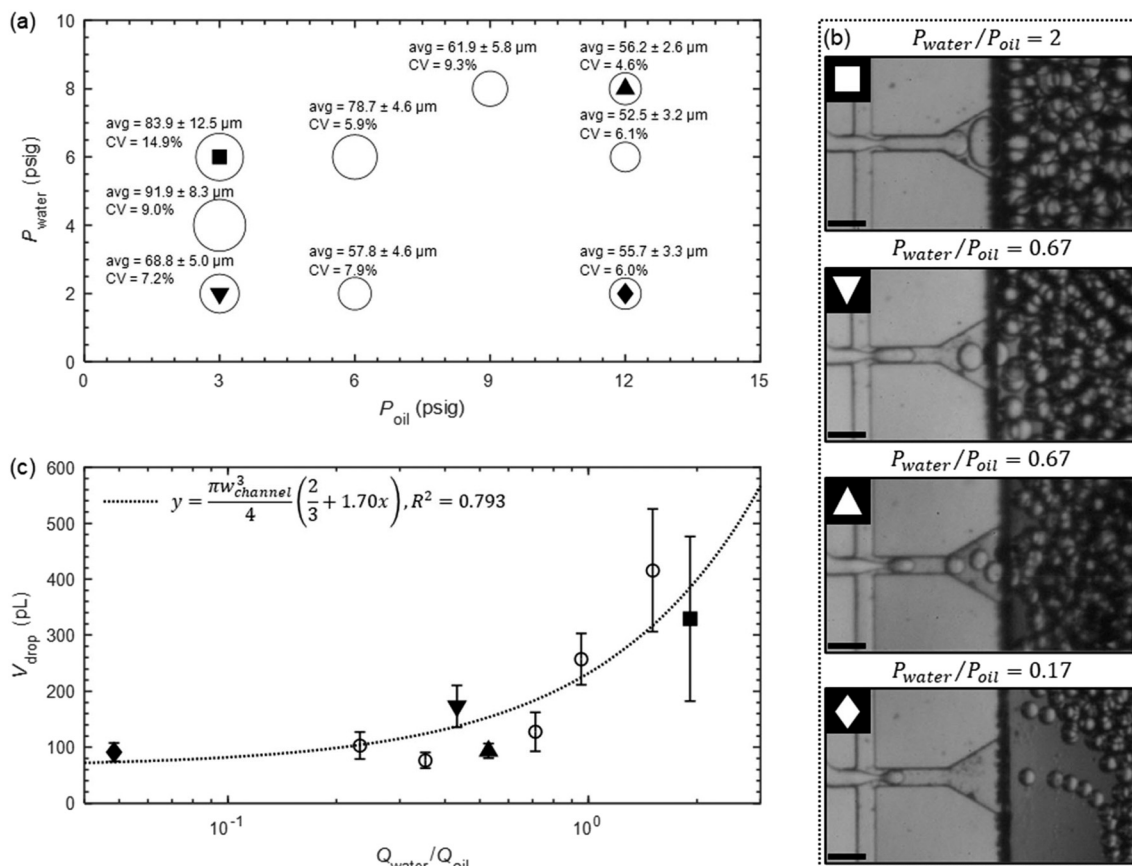 (a)
10
8
6
4
2
0
P_water (psig)
avg = 61.9 ± 5.8 μm
CV = 9.3%
avg = 56.2 ± 2.6 μm
CV = 4.6%
avg = 78.7 ± 4.6 μm
CV = 5.9%
avg = 52.5 ± 3.2 μm
CV = 6.1%
avg = 83.9 ± 12.5 μm
CV = 14.9%
avg = 91.9 ± 8.3 μm
CV = 9.0%
avg = 68.8 ± 5.0 μm
CV = 7.2%
avg = 57.8 ± 4.6 μm
CV = 7.9%
avg = 55.7 ± 3.3 μm
CV = 6.0%
0 3 6 9 12 15
P_oil (psig)
(b)
P_water/P_oil = 2
P_water/P_oil = 0.67
P_water/P_oil = 0.67
P_water/P_oil = 0.17
(c)
600
500
400
300
200
100
0
V_drop (pL)
y = πw³_channel/4 (2/3 + 1.70x), R² = 0.793
10⁻¹ 10⁰
Q_water/Q_oil